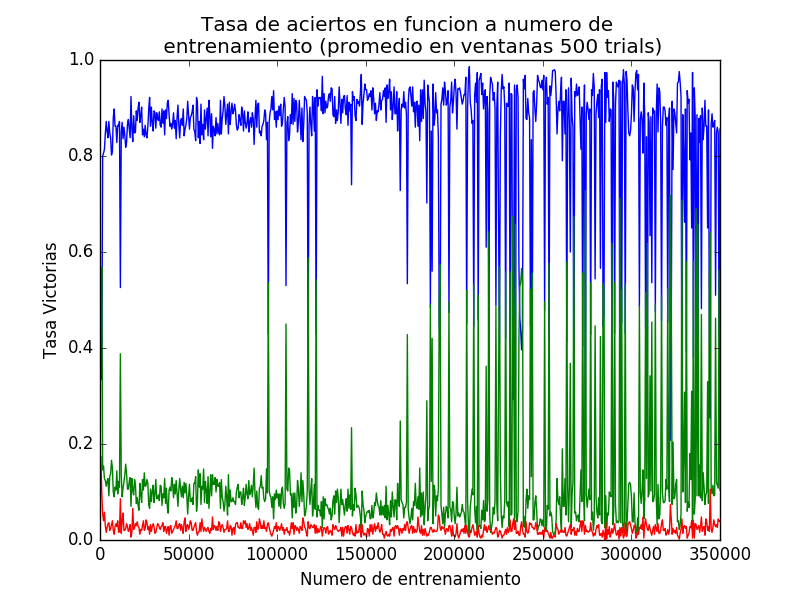 Tasa de aciertos en funcion a numero de
entrenamiento (promedio en ventanas 500 trials)
1.0
0.8
0.6
0.4
0.2
0.0
Tasa Victorias
0 50000 100000 150000 200000 250000 300000 350000
Numero de entrenamiento